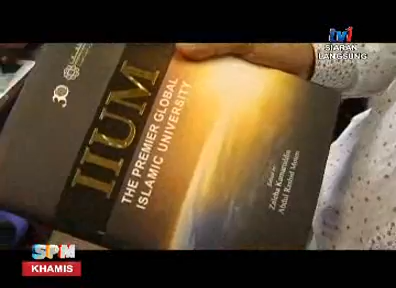 tv1
SIARAN
LANGSUNG
30
IIUM
THE PREMIER GLOBAL
ISLAMIC UNIVERSITY
Zaleha Kamaruddin
Abdul Rashid Moten
SPM
KHAMIS